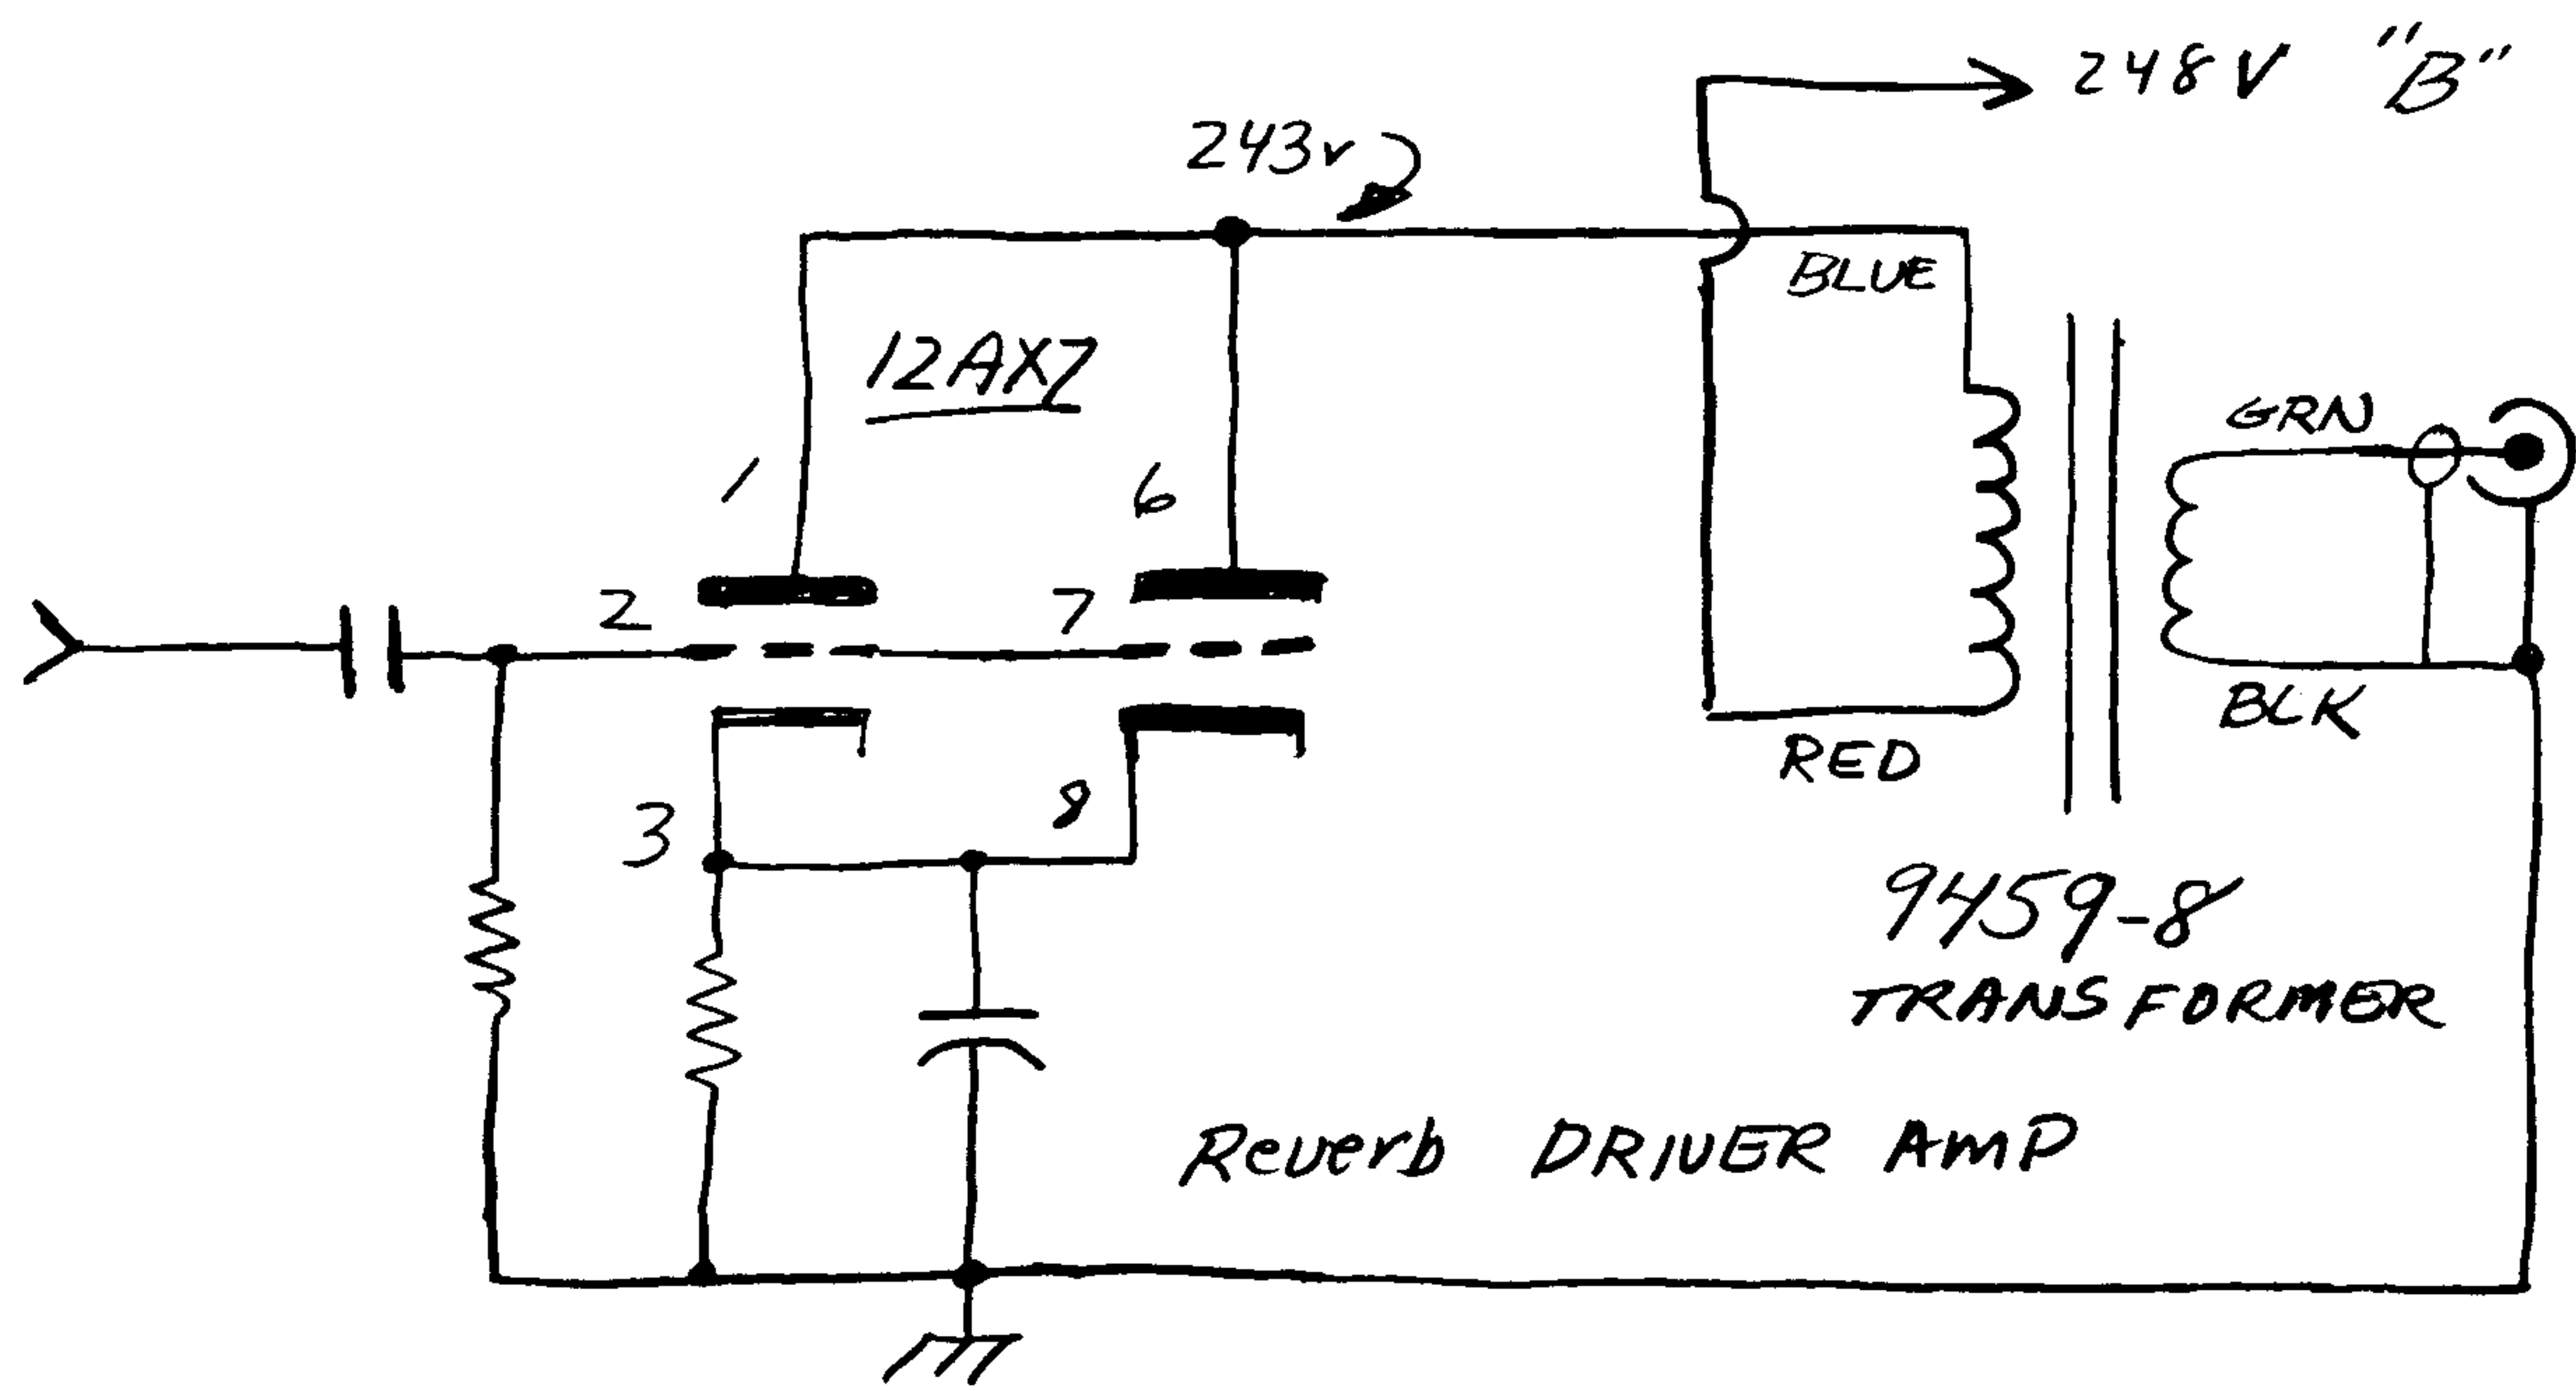 248V "B"
243v
BLUE
12AX7
GRN
1
6
2
7
BLK
RED
3
8
9459-8
TRANSFORMER
Reverb DRIVER AMP